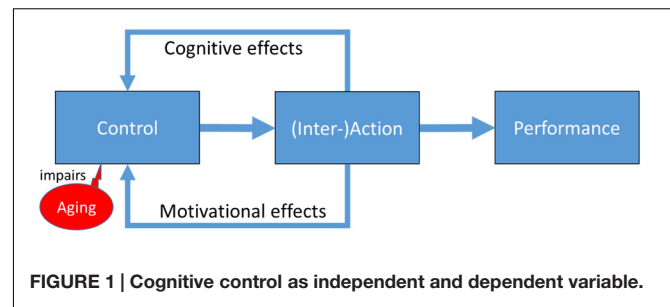 Cognitive effects
Control
(Inter-)Action
Performance
impairs
Aging
Motivational effects
FIGURE 1 | Cognitive control as independent and dependent variable.